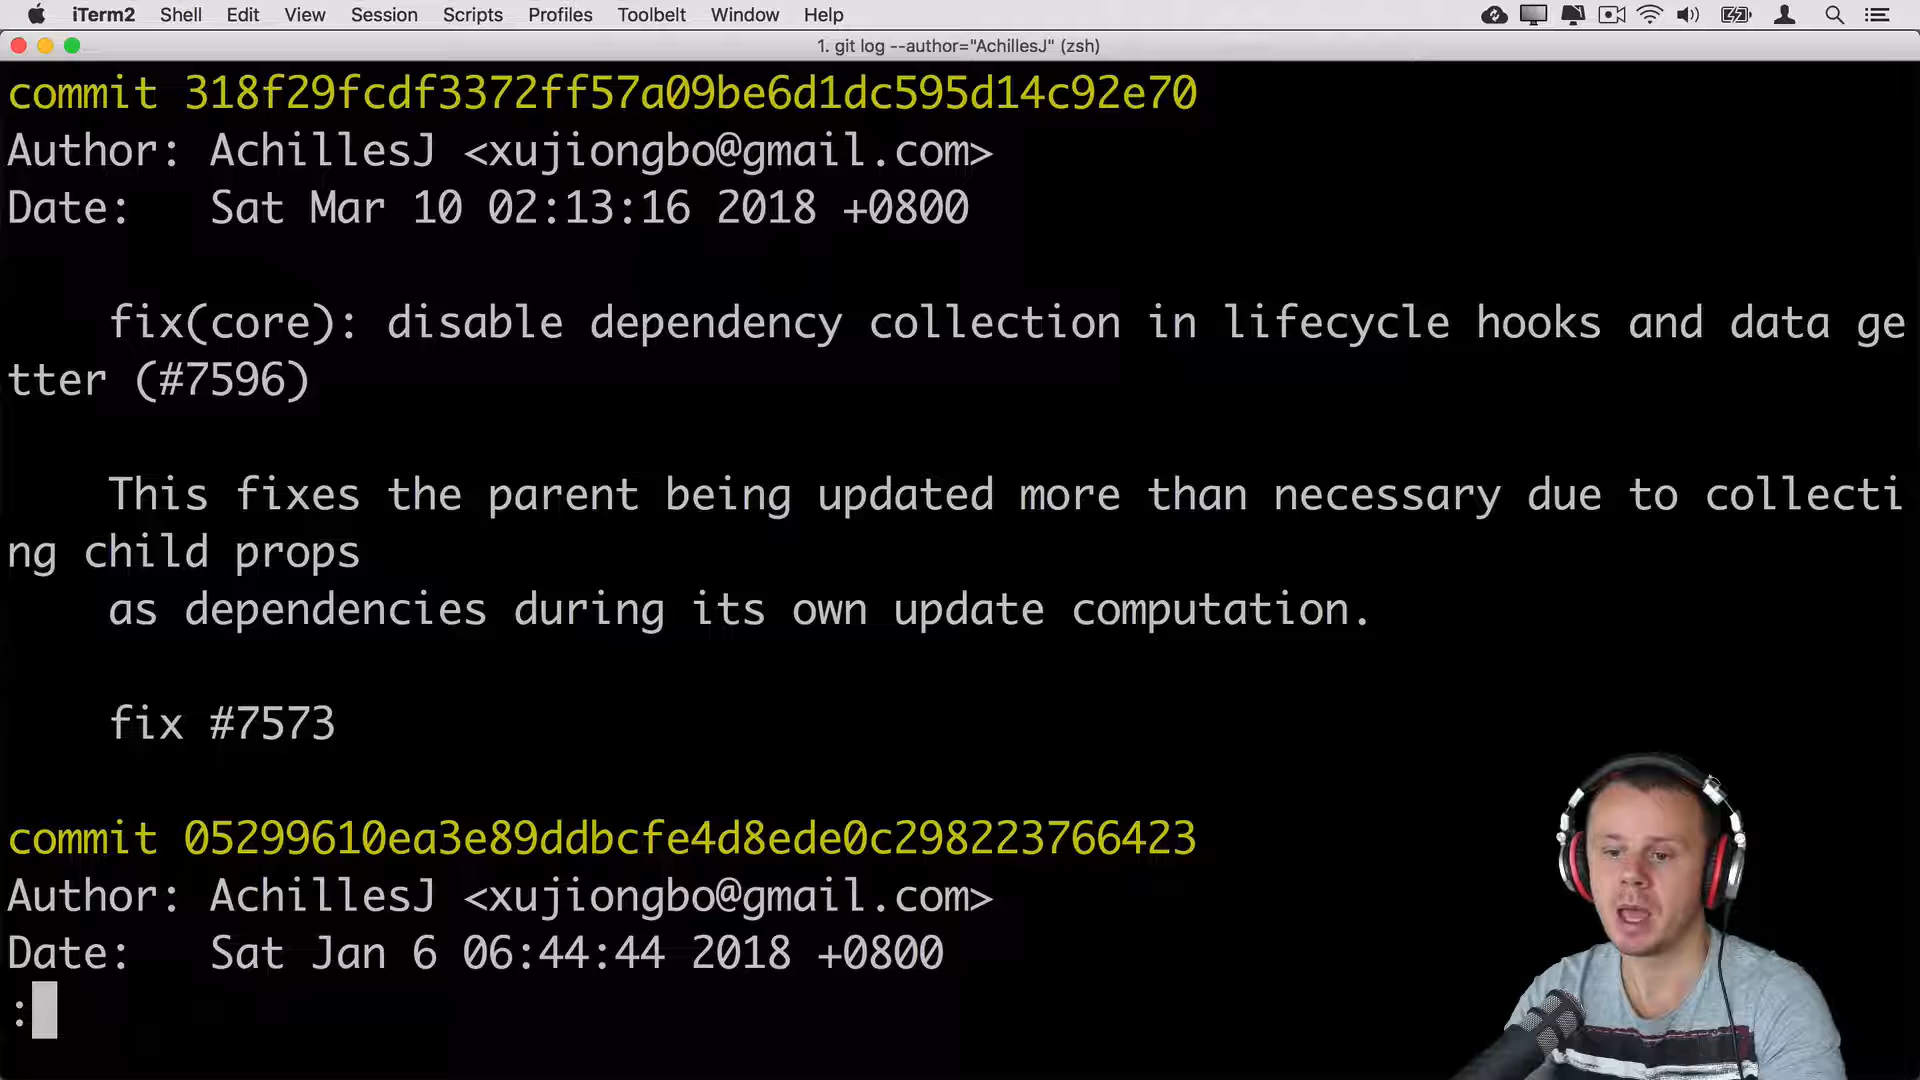 iTerm2 Shell Edit View Session Scripts Profiles Toolbelt Window Help
1. git log --author="AchillesJ" (zsh)
commit 318f29fcdf3372ff57a09be6d1dc595d14c92e70
Author: AchillesJ <xujiongbo@gmail.com>
Date:   Sat Mar 10 02:13:16 2018 +0800
    fix(core): disable dependency collection in lifecycle hooks and data ge
tter (#7596)
    This fixes the parent being updated more than necessary due to collecti
ng child props
    as dependencies during its own update computation.
    fix #7573
commit 05299610ea3e89ddbcfe4d8ede0c298223766423
Author: AchillesJ <xujiongbo@gmail.com>
Date:   Sat Jan 6 06:44:44 2018 +0800
: